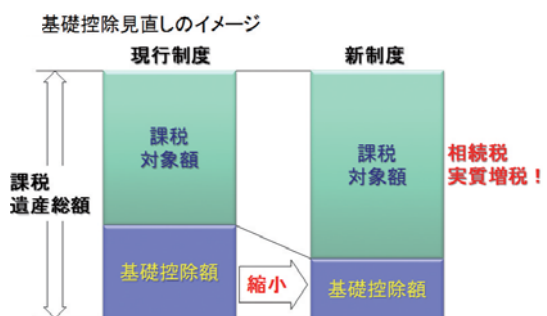 基礎控除見直しのイメージ
現行制度
新制度
課税
遺産総額
課税
対象額
課税
対象額
相続税
実質増税！
基礎控除額
縮小
基礎控除額